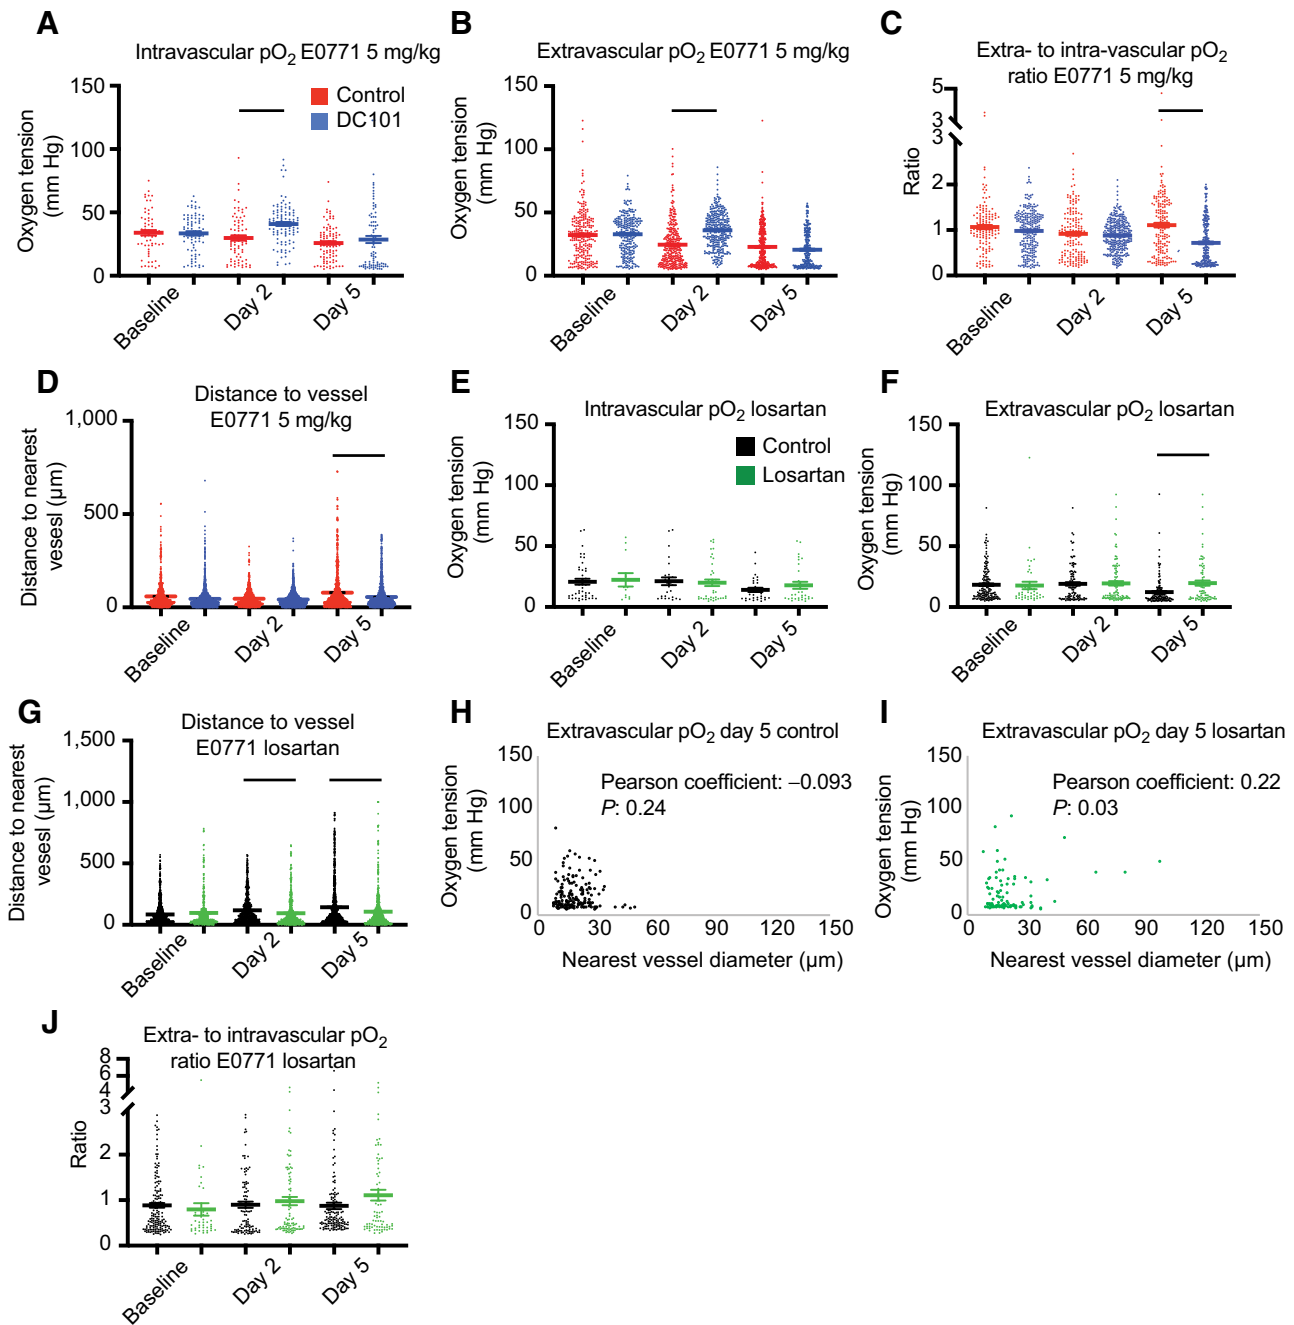 A
Intravascular pO2 E0771 5 mg/kg
Oxygen tension
(mm Hg)
150
100
50
0
Control
DC101
Baseline
Day 2
Day 5
B
Extravascular pO2 E0771 5 mg/kg
Oxygen tension
(mm Hg)
150
100
50
0
Baseline
Day 2
Day 5
C
Extra- to intra-vascular pO2
ratio E0771 5 mg/kg
Ratio
5
3
3
2
1
0
Baseline
Day 2
Day 5
D
Distance to vessel
E0771 5 mg/kg
Distance to nearest
vesesl (µm)
1,000
500
0
Baseline
Day 2
Day 5
E
Intravascular pO2 losartan
Oxygen tension
(mm Hg)
150
100
50
0
Control
Losartan
Baseline
Day 2
Day 5
F
Extravascular pO2 losartan
Oxygen tension
(mm Hg)
150
100
50
0
Baseline
Day 2
Day 5
G
Distance to vessel
E0771 losartan
Distance to nearest
vesesl (µm)
1,500
1,000
500
0
Baseline
Day 2
Day 5
H
Extravascular pO2 day 5 control
Oxygen tension
(mm Hg)
150
100
50
0
Pearson coefficient: −0.093
P: 0.24
0 30 60 90 120 150
Nearest vessel diameter (µm)
I
Extravascular pO2 day 5 losartan
Oxygen tension
(mm Hg)
150
100
50
0
Pearson coefficient: 0.22
P: 0.03
0 30 60 90 120 150
Nearest vessel diameter (µm)
J
Extra- to intravascular pO2
ratio E0771 losartan
Ratio
8
6
4
3
2
1
0
Baseline
Day 2
Day 5